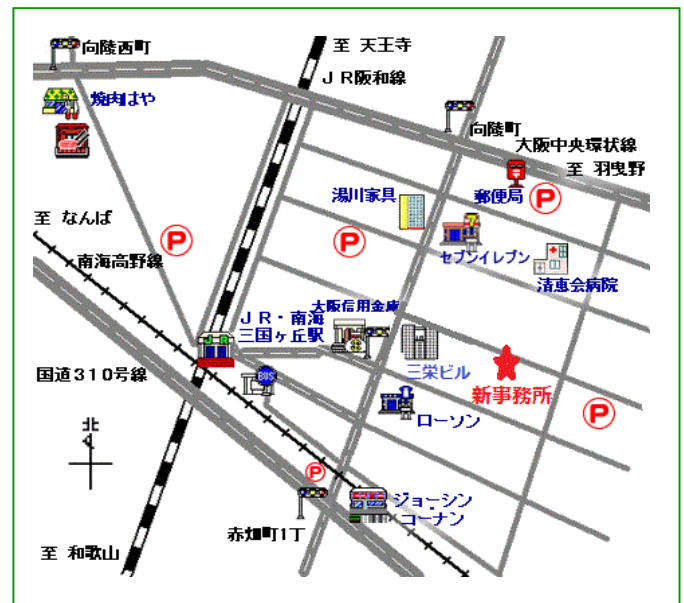 向陵西町
至 天王寺
ＪＲ阪和線
焼肉はや
向陵町
大阪中央環状線
至 羽曳野
湯川家具
郵便局
P
至 なんば
P
P
南海高野線
セブンイレブン
清恵会病院
ＪＲ・南海
三国ヶ丘駅
大阪信用金庫
国道３１０号線
BUS
三栄ビル
新事務所
ローソン
P
北
P
ジョーシン
コーナン
赤畑町1丁
至 和歌山